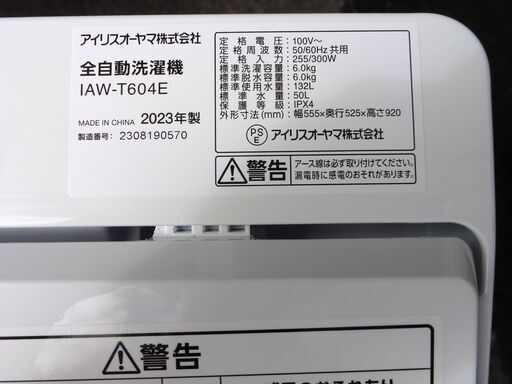 アイリスオーヤマ株式会社
全自動洗濯機
IAW-T604E
MADE IN CHINA 2023年製
製造番号: 2308190570
定格電圧:100V~
定格周波数:50/60Hz共用
定格入力:255/300W
標準洗濯容量:6.0kg
標準脱水容量:6.0kg
標準使用水量:132L
標準水量:50L
保護等級:IPX4
外形寸法(mm):幅555×奥行525×高さ920
PS
E
アイリスオーヤマ株式会社
警告
アース線は必ず取り付けてください。
漏電時に感電のおそれがあります。
警告